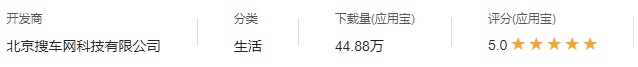 开发商
北京搜车网科技有限公司
分类
生活
下载量(应用宝)
44.88万
评分(应用宝)
5.0 ★★★★★